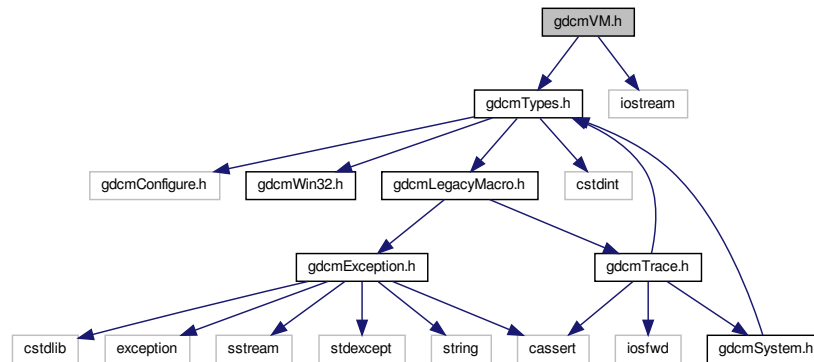 gdcmVM.h
gdcmTypes.h
iostream
gdcmConfigure.h
gdcmWin32.h
gdcmLegacyMacro.h
cstdint
gdcmException.h
gdcmTrace.h
cstdlib
exception
sstream
stdexcept
string
cassert
iosfwd
gdcmSystem.h